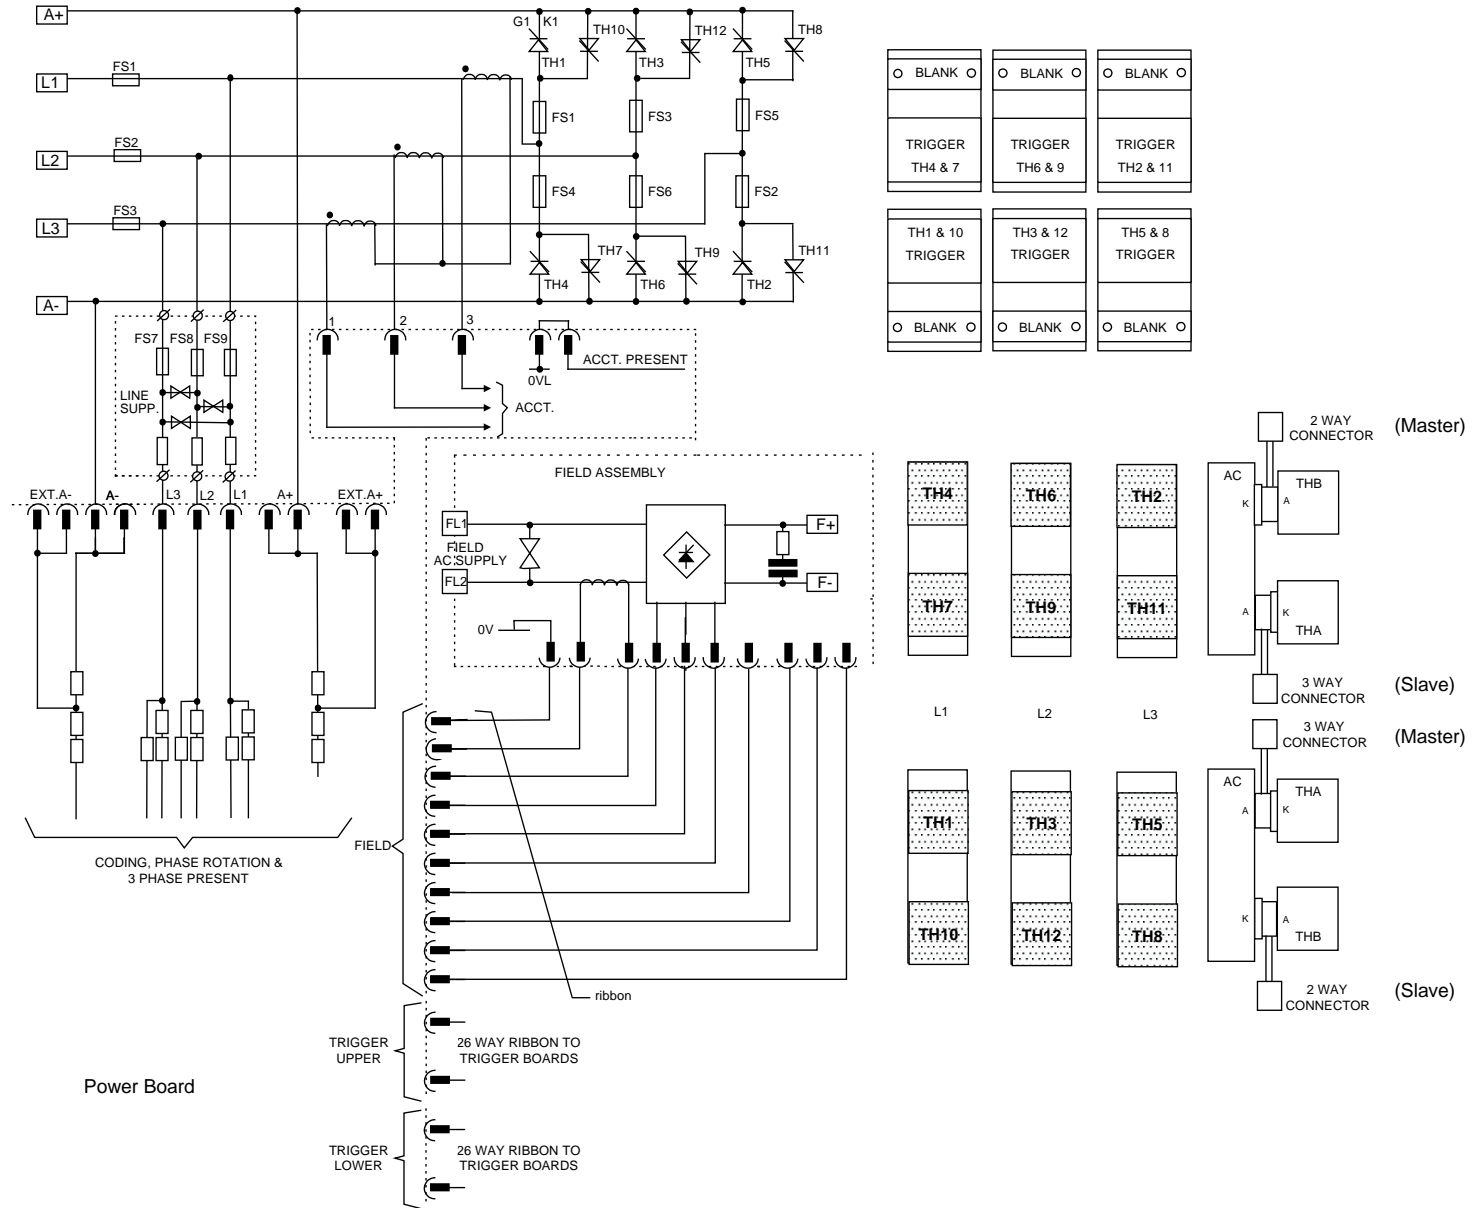 A+
G1 K1
TH10
TH12
TH8
TH1
TH3
TH5
L1
FS1
FS1
FS3
FS5
L2
FS2
FS4
FS6
FS2
L3
FS3
TH7
TH9
TH11
TH4
TH6
TH2
A-
BLANK
BLANK
BLANK
TRIGGER
TH4 & 7
TRIGGER
TH6 & 9
TRIGGER
TH2 & 11
TH1 & 10
TRIGGER
TH3 & 12
TRIGGER
TH5 & 8
TRIGGER
BLANK
BLANK
BLANK
1
2
3
ACCT. PRESENT
0VL
ACCT.
FS7
FS8
FS9
LINE
SUPP.
EXT.A-
A-
L3
L2
L1
A+
EXT.A+
CODING, PHASE ROTATION &
3 PHASE PRESENT
FIELD ASSEMBLY
FL1
FIELD
AC SUPPLY
FL2
F+
F-
0V
FIELD
ribbon
TRIGGER
UPPER
26 WAY RIBBON TO
TRIGGER BOARDS
TRIGGER
LOWER
26 WAY RIBBON TO
TRIGGER BOARDS
Power Board
TH4
TH6
TH2
TH7
TH9
TH11
L1
L2
L3
TH1
TH3
TH5
TH10
TH12
TH8
2 WAY
CONNECTOR
(Master)
AC
K
A
THB
A
K
THA
3 WAY
CONNECTOR
(Slave)
3 WAY
CONNECTOR
(Master)
AC
A
K
THA
K
A
THB
2 WAY
CONNECTOR
(Slave)